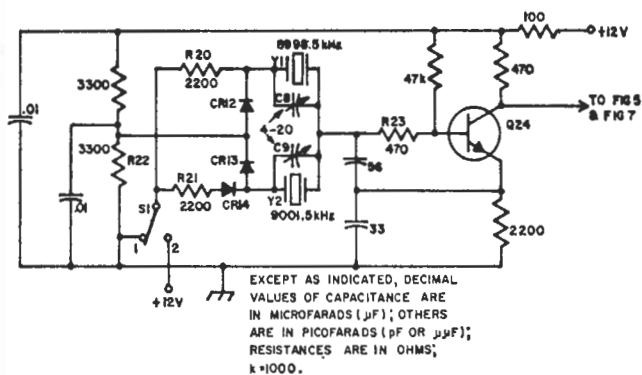 8998.5kHz
100
+12V
R20
Y1
3300
2200
47k
470
.01
CR12
C8
TO FIG 5
& FIG 7
4-20
R23
Q24
3300
R22
CR13
C9
470
56
R21
.01
2200
CR14
Y2
9001.5kHz
S1
33
2200
1
2
+12V
EXCEPT AS INDICATED, DECIMAL
VALUES OF CAPACITANCE ARE
IN MICROFARADS (µF); OTHERS
ARE IN PICOFARADS (pF OR µµF);
RESISTANCES ARE IN OHMS;
k=1000.